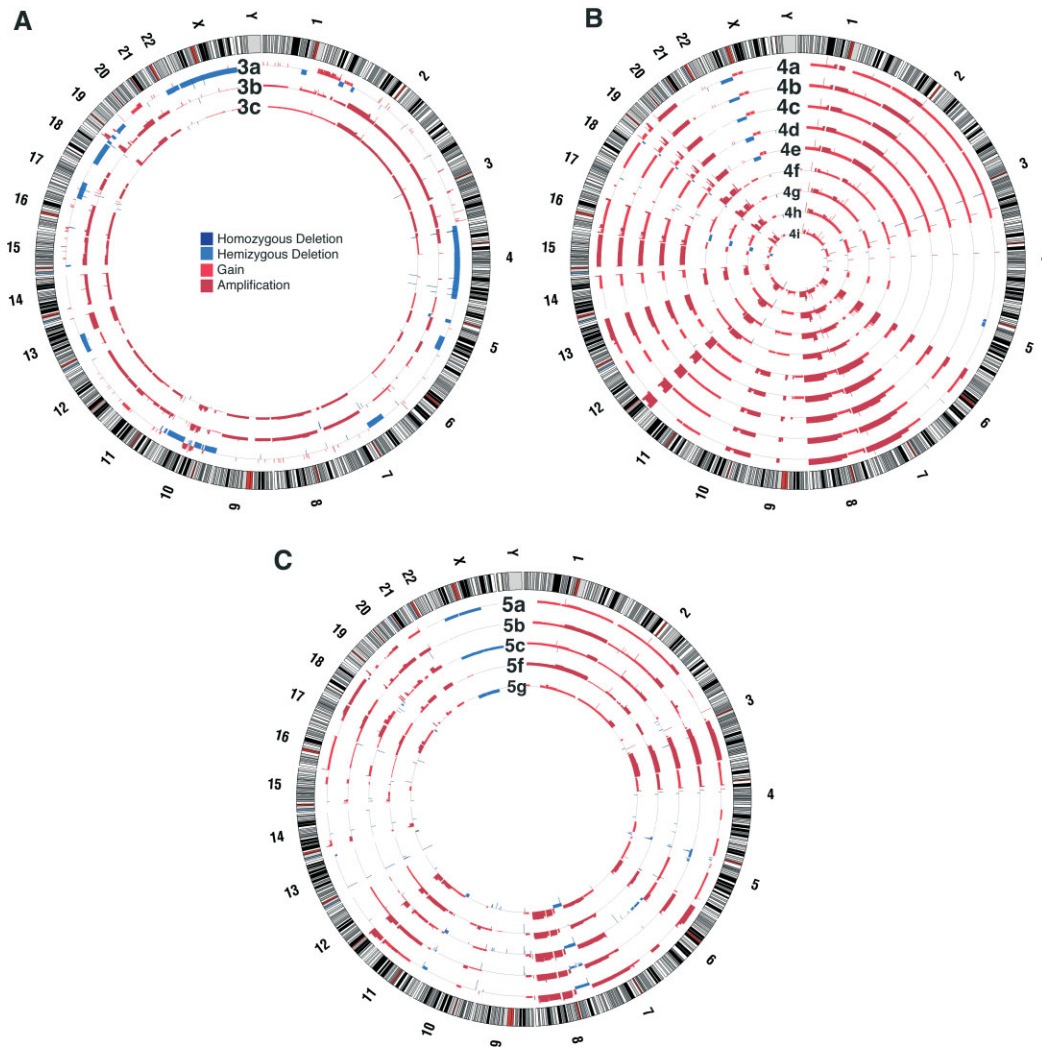 A
Y
1
2
3
4
5
6
7
8
9
10
11
12
13
14
15
16
17
18
19
20
21
22
X
3a
3b
3c
Homozygous Deletion
Hemizygous Deletion
Gain
Amplification
B
Y
1
2
3
4
5
6
7
8
9
10
11
12
13
14
15
16
17
18
19
20
21
22
X
4a
4b
4c
4d
4e
4f
4g
4h
4i
C
Y
1
2
3
4
5
6
7
8
9
10
11
12
13
14
15
16
17
18
19
20
21
22
X
5a
5b
5c
5f
5g